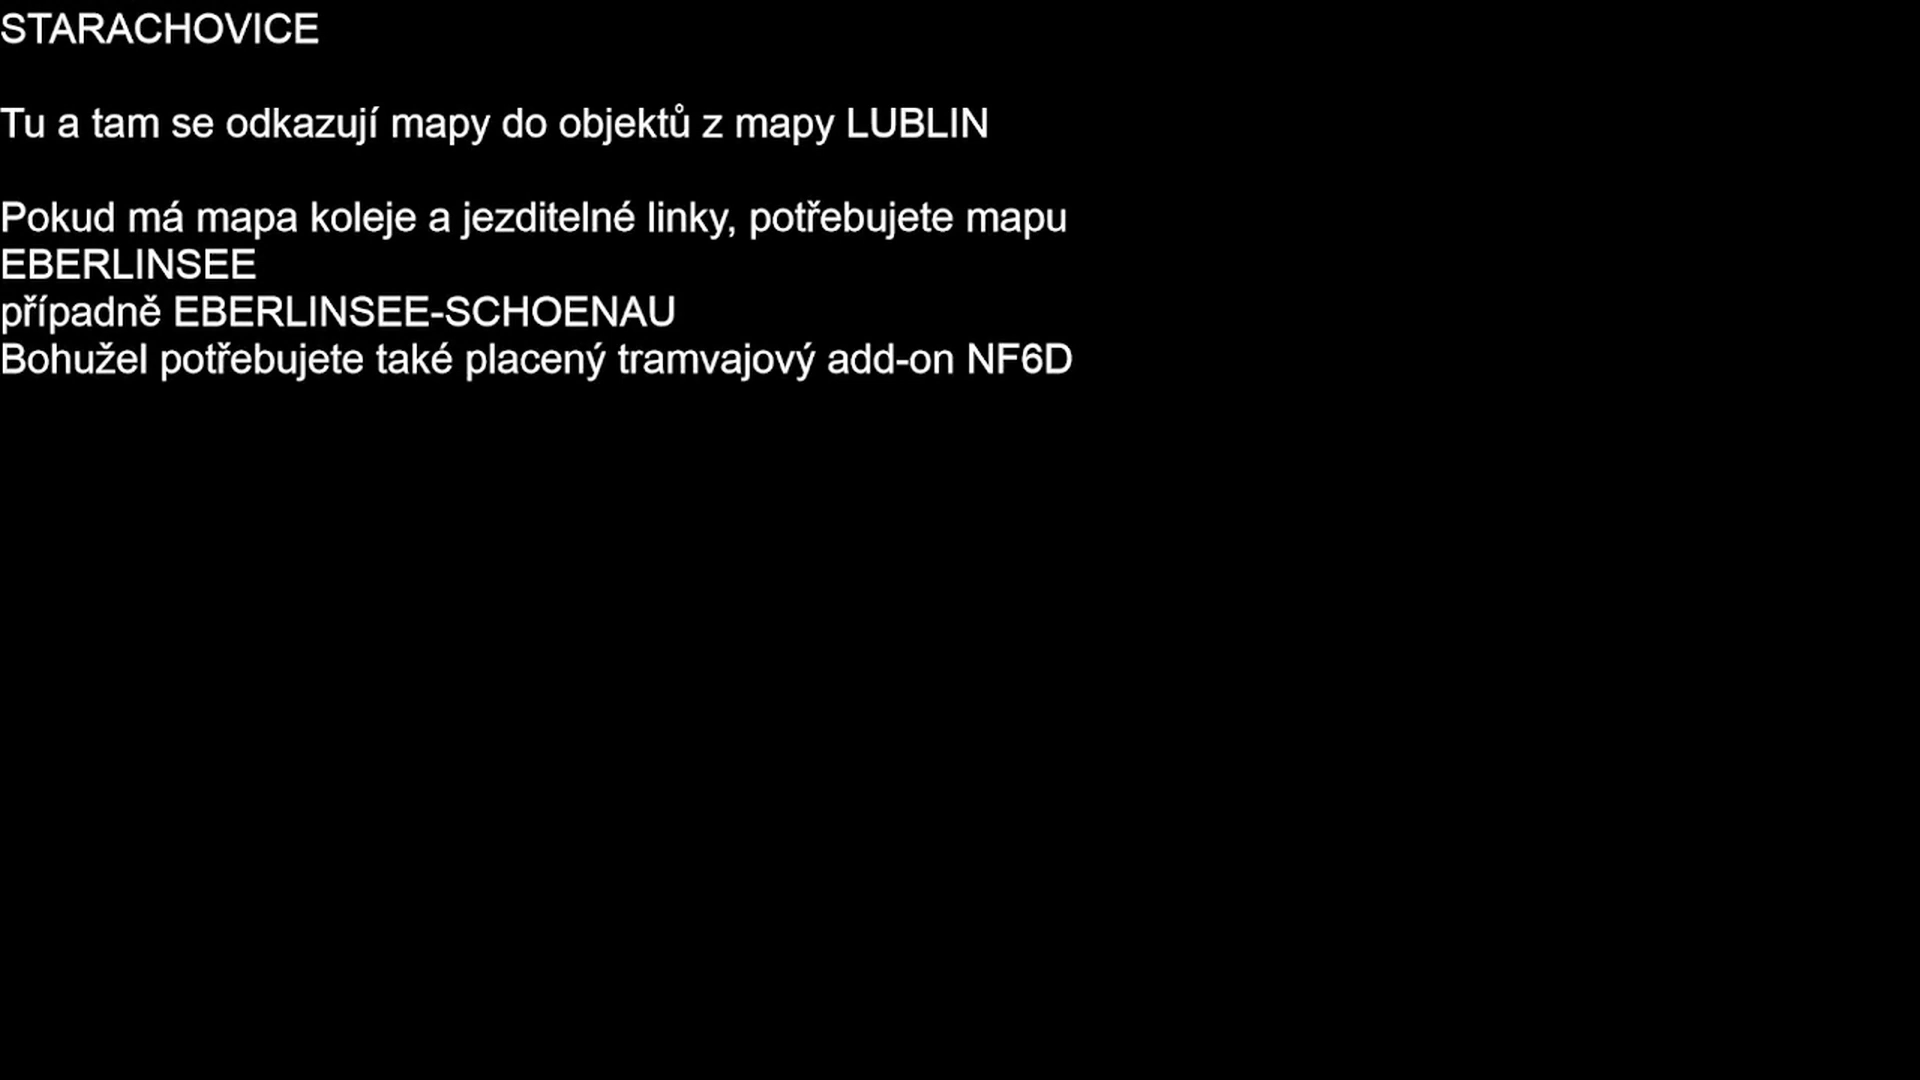 STARACHOVICE
Tu a tam se odkazují mapy do objektů z mapy LUBLIN
Pokud má mapa koleje a jezditelné linky, potřebujete mapu
EBERLINSEE
případně EBERLINSEE-SCHOENAU
Bohužel potřebujete také placený tramvajový add-on NF6D